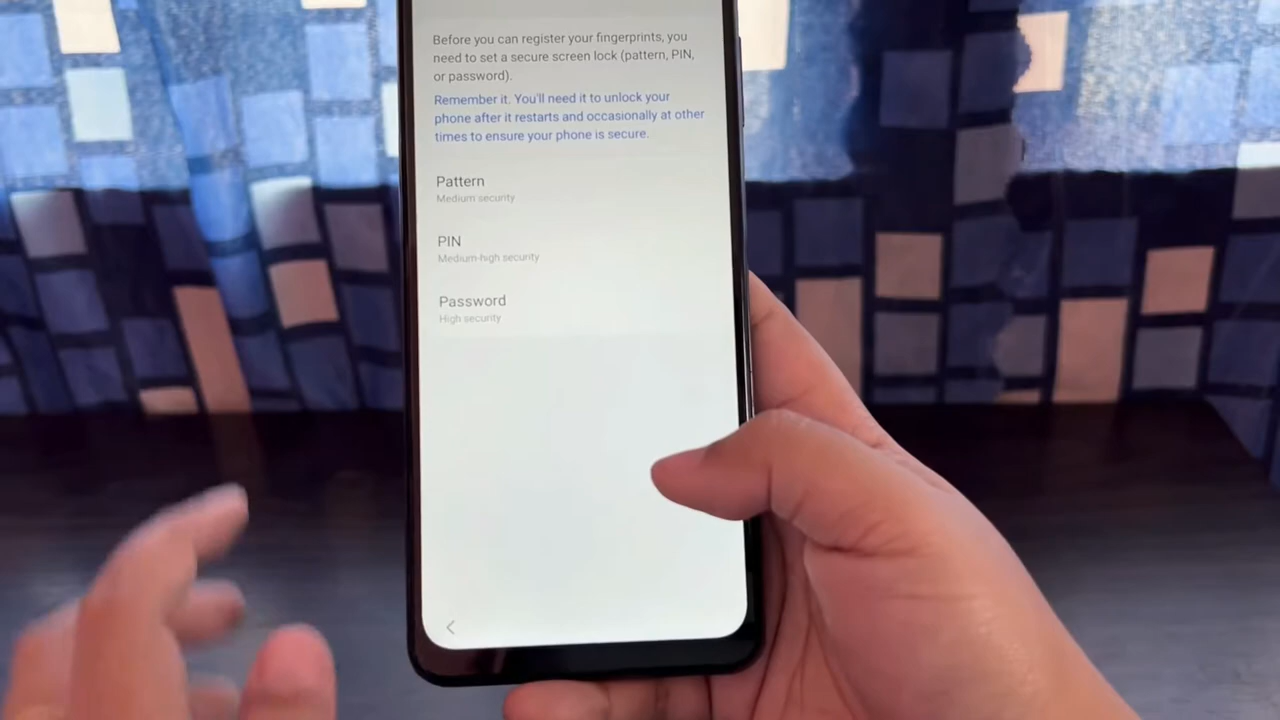 Before you can register your fingerprints, you
need to set a secure screen lock (pattern, PIN,
or password).
Remember it. You'll need it to unlock your
phone after it restarts and occasionally at other
times to ensure your phone is secure.
Pattern
Medium security
PIN
Medium-high security
Password
High security